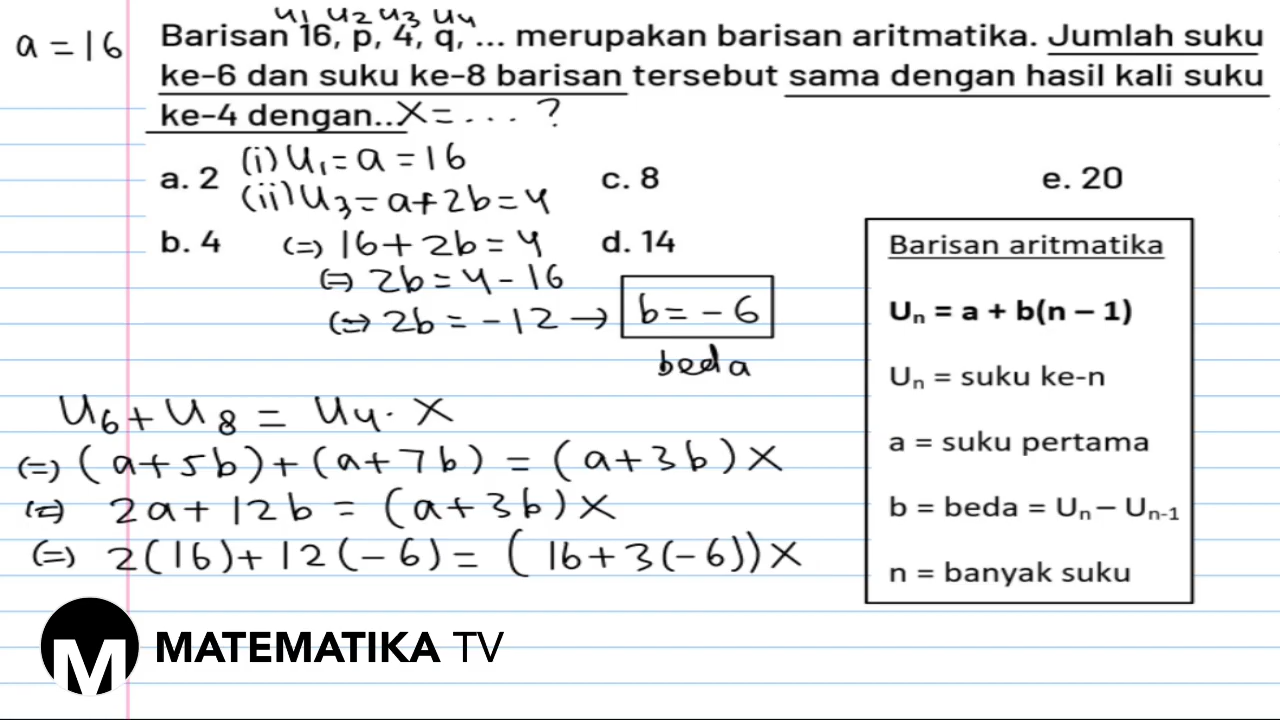 u1 u2 u3 u4
a = 16
Barisan 16, p, 4, q, ... merupakan barisan aritmatika. Jumlah suku
ke-6 dan suku ke-8 barisan tersebut sama dengan hasil kali suku
ke-4 dengan... X = .... ?
a. 2
(i) U1 = a = 16
c. 8
e. 20
(ii) U3 = a + 2b = 4
b. 4
(=) 16 + 2b = 4
d. 14
(=) 2b = 4 - 16
(=) 2b = -12 → b = -6
beda
U6 + U8 = U4 . X
(=) (a + 5b) + (a + 7b) = (a + 3b) X
(=) 2a + 12b = (a + 3b) X
(=) 2(16) + 12(-6) = (16 + 3(-6)) X
Barisan aritmatika
Un = a + b(n – 1)
Un = suku ke-n
a = suku pertama
b = beda = Un – Un-1
n = banyak suku
M MATEMATIKA TV